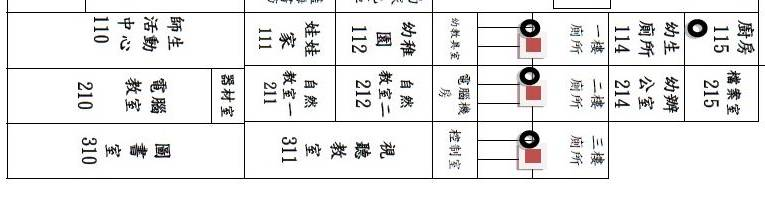 師生
活動
中心
110
娃娃
家
111
幼稚
園
112
幼教具室
一樓
廁所
幼生
廁所
114
廚房
115
電腦
教室
210
器材室
自然
教室一
211
自然
教室二
212
電腦機
房
二樓
廁所
幼辦
公室
214
檔案室
215
圖書室
310
視聽教室
311
控制室
三樓
廁所